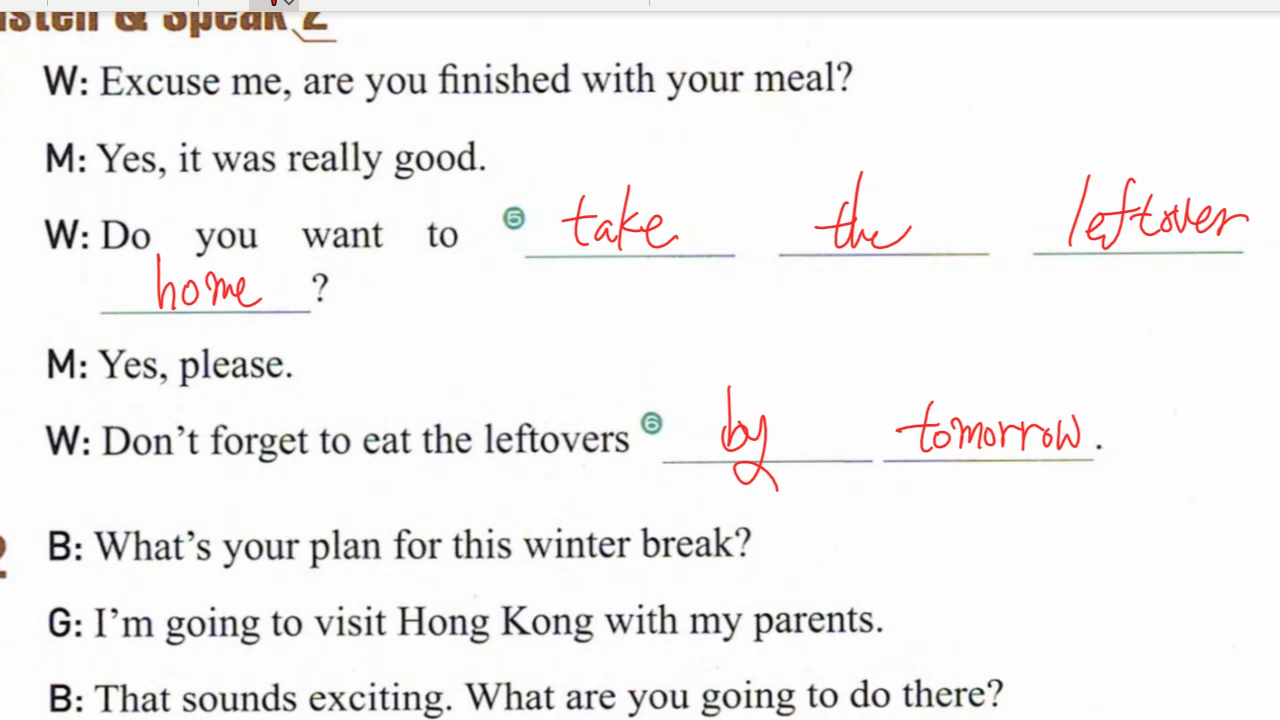 isten & Speak 2
W: Excuse me, are you finished with your meal?
M: Yes, it was really good.
W: Do you want to ⑤ take the leftover
home ?
M: Yes, please.
W: Don't forget to eat the leftovers ⑥ by tomorrow.
B: What's your plan for this winter break?
G: I'm going to visit Hong Kong with my parents.
B: That sounds exciting. What are you going to do there?